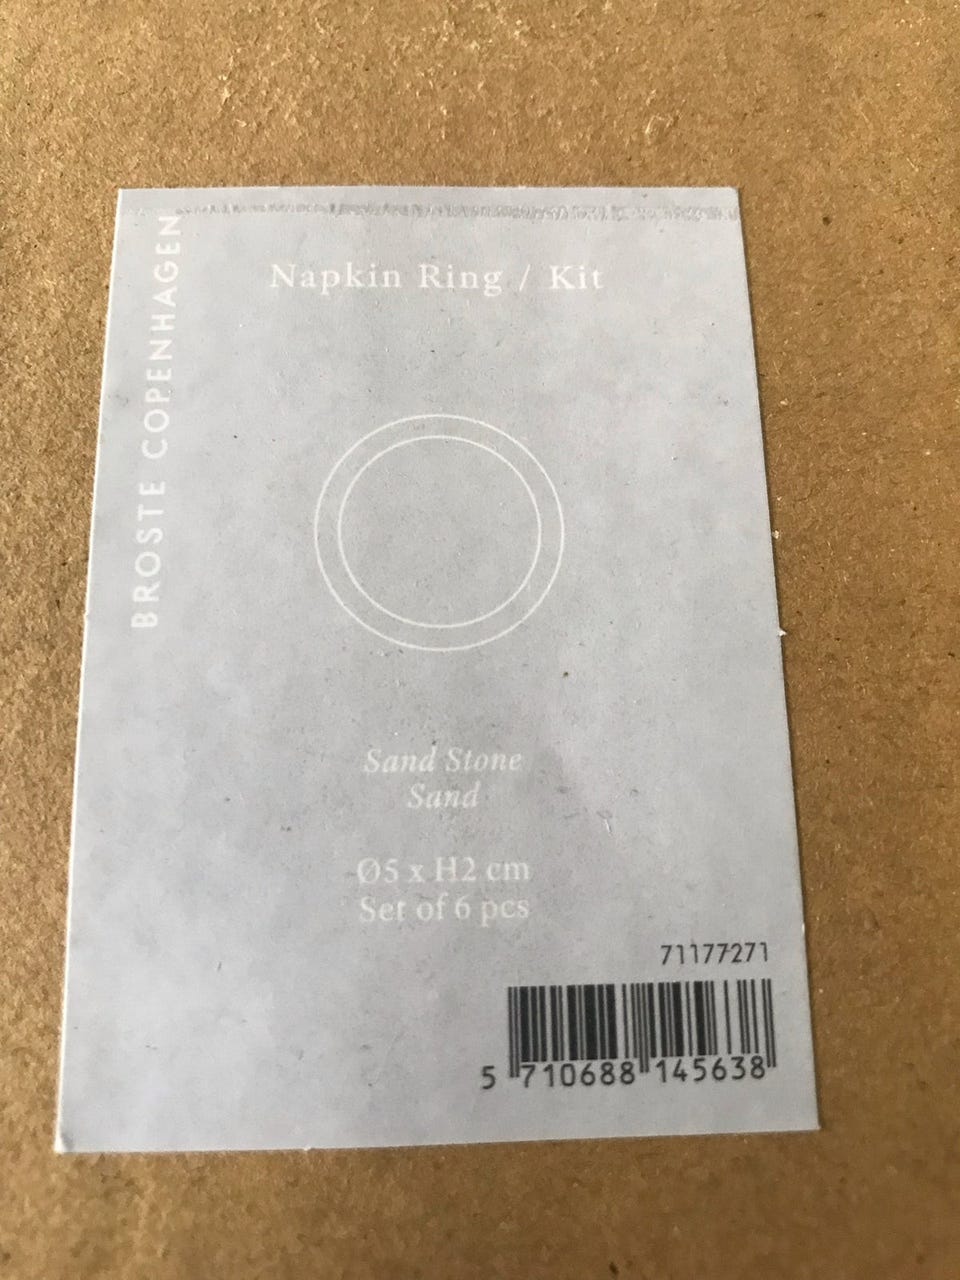 BROSTE COPENHAGEN
Napkin Ring / Kit
Sand Stone
Sand
Ø5 x H2 cm
Set of 6 pcs
71177271
5 710688 145638